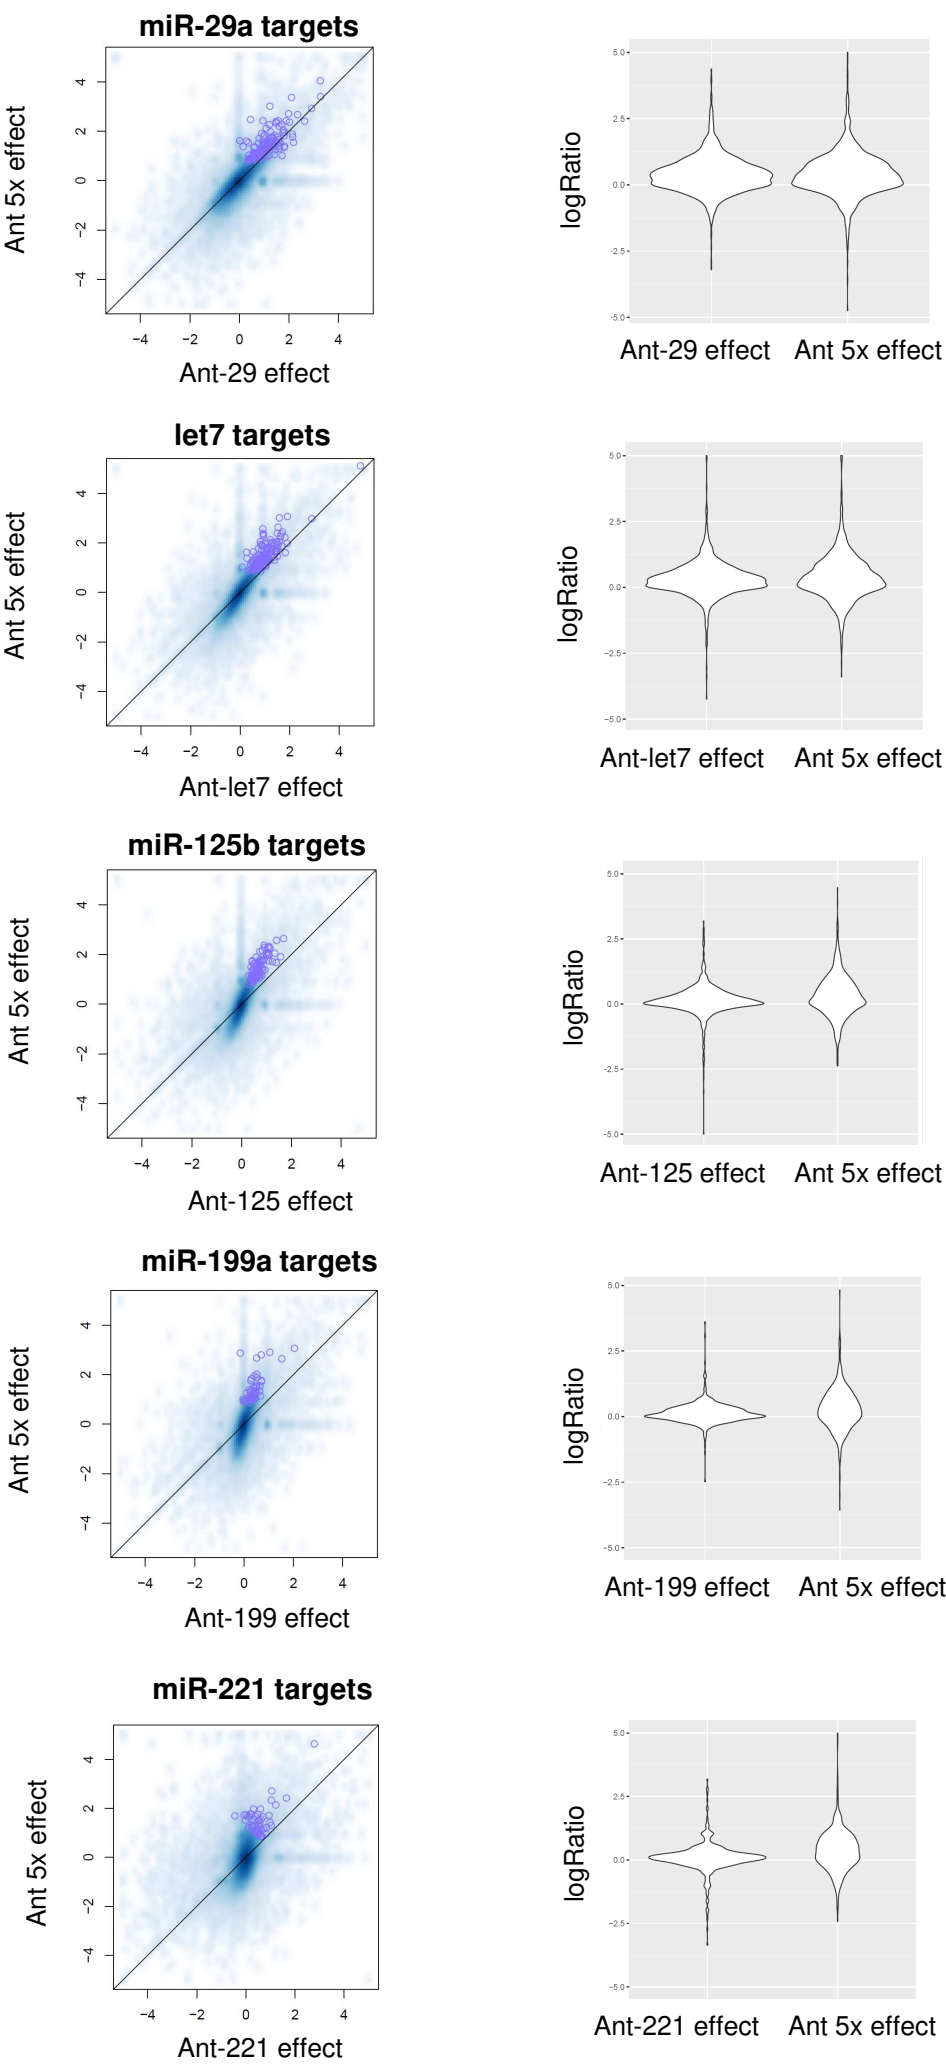 miR-29a targets
Ant 5x effect
4
2
0
−2
−4
−4 −2 0 2 4
Ant-29 effect
logRatio
5.0
2.5
0.0
−2.5
−5.0
Ant-29 effect Ant 5x effect
let7 targets
Ant 5x effect
4
2
0
−2
−4
−4 −2 0 2 4
Ant-let7 effect
logRatio
5.0
2.5
0.0
−2.5
−5.0
Ant-let7 effect Ant 5x effect
miR-125b targets
Ant 5x effect
4
2
0
−2
−4
−4 −2 0 2 4
Ant-125 effect
logRatio
5.0
2.5
0.0
−2.5
−5.0
Ant-125 effect Ant 5x effect
miR-199a targets
Ant 5x effect
4
2
0
−2
−4
−4 −2 0 2 4
Ant-199 effect
logRatio
5.0
2.5
0.0
−2.5
−5.0
Ant-199 effect Ant 5x effect
miR-221 targets
Ant 5x effect
4
2
0
−2
−4
−4 −2 0 2 4
Ant-221 effect
logRatio
5.0
2.5
0.0
−2.5
−5.0
Ant-221 effect Ant 5x effect